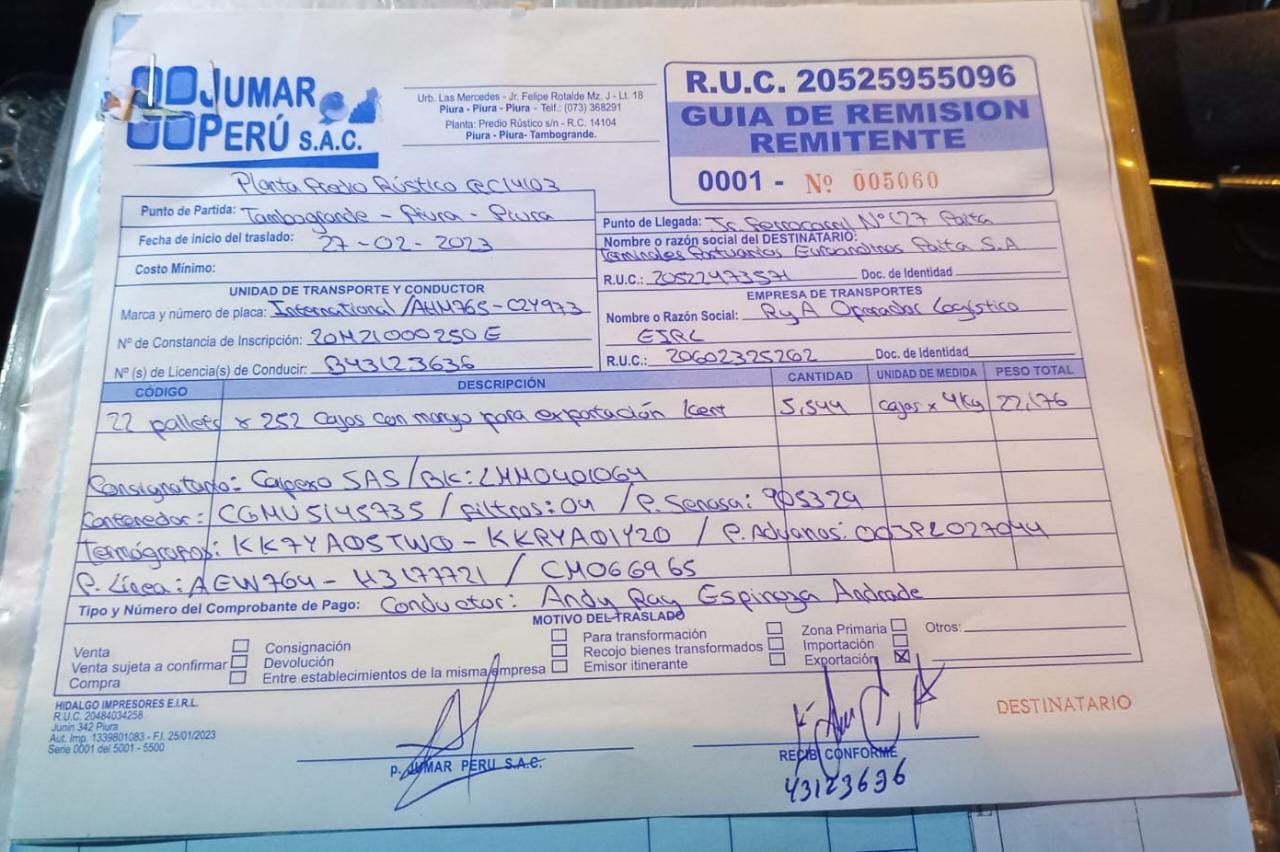 JUMAR
PERÚ S.A.C.
Urb. Las Mercedes - Jr. Felipe Rotalde Mz. J - Lt. 18
Piura - Piura - Piura - Telf.: (073) 368291
Planta: Predio Rústico s/n - R.C. 14104
Piura - Piura- Tambogrande.
R.U.C. 20525955096
GUIA DE REMISION
REMITENTE
0001 - Nº 005060
Planta Predio Rústico RC14103
Punto de Partida: Tambogrande - Piura - Piura
Fecha de inicio del traslado: 27-02-2023
Costo Mínimo:
Punto de Llegada: Jr. Ferrocarril Nº127 Paita
Nombre o razón social del DESTINATARIO:
Terminales Portuarios Euroandinos Paita S.A
R.U.C.: 20522473571 Doc. de Identidad
UNIDAD DE TRANSPORTE Y CONDUCTOR
Marca y número de placa: International /AHM765-C2Y973
Nº de Constancia de Inscripción: 20M21000250E
Nº (s) de Licencia(s) de Conducir: B43123636
EMPRESA DE TRANSPORTES
Nombre o Razón Social: RyA Operador Logístico
EIRL
R.U.C.: 20602325262 Doc. de Identidad
CÓDIGO DESCRIPCIÓN CANTIDAD UNIDAD DE MEDIDA PESO TOTAL
22 pallets x 252 Cajas con mango para exportación Kent 5,544 cajas x 4Kg 22,176
Consignatario: Capexo SAS /BK: LMM0401064
Contenedor: CGMU5145735 / Filtros: 04 / P. Senasa: 905329
Termógrafos: KK7YA05TW0 - KKRYA01Y20 / P. Aduanas: 003PL027044
P. Línea: AEW764 - H3177721 / CM066965
Tipo y Número del Comprobante de Pago: Conductor: Andy Ray Espinoza Andrade
MOTIVO DEL TRASLADO
Venta
Venta sujeta a confirmar
Compra
Consignación
Devolución
Entre establecimientos de la misma empresa
Para transformación
Recojo bienes transformados
Emisor itinerante
Zona Primaria
Importación
Exportación X
Otros:
HIDALGO IMPRESORES E.I.R.L.
R.U.C. 20484034258
Junin 342 Piura
Aut. Imp. 1339801083 - F.I. 25/01/2023
Serie 0001 del 5001 - 5500
P. JUMAR PERU S.A.C.
RECIBI CONFORME
43123636
DESTINATARIO